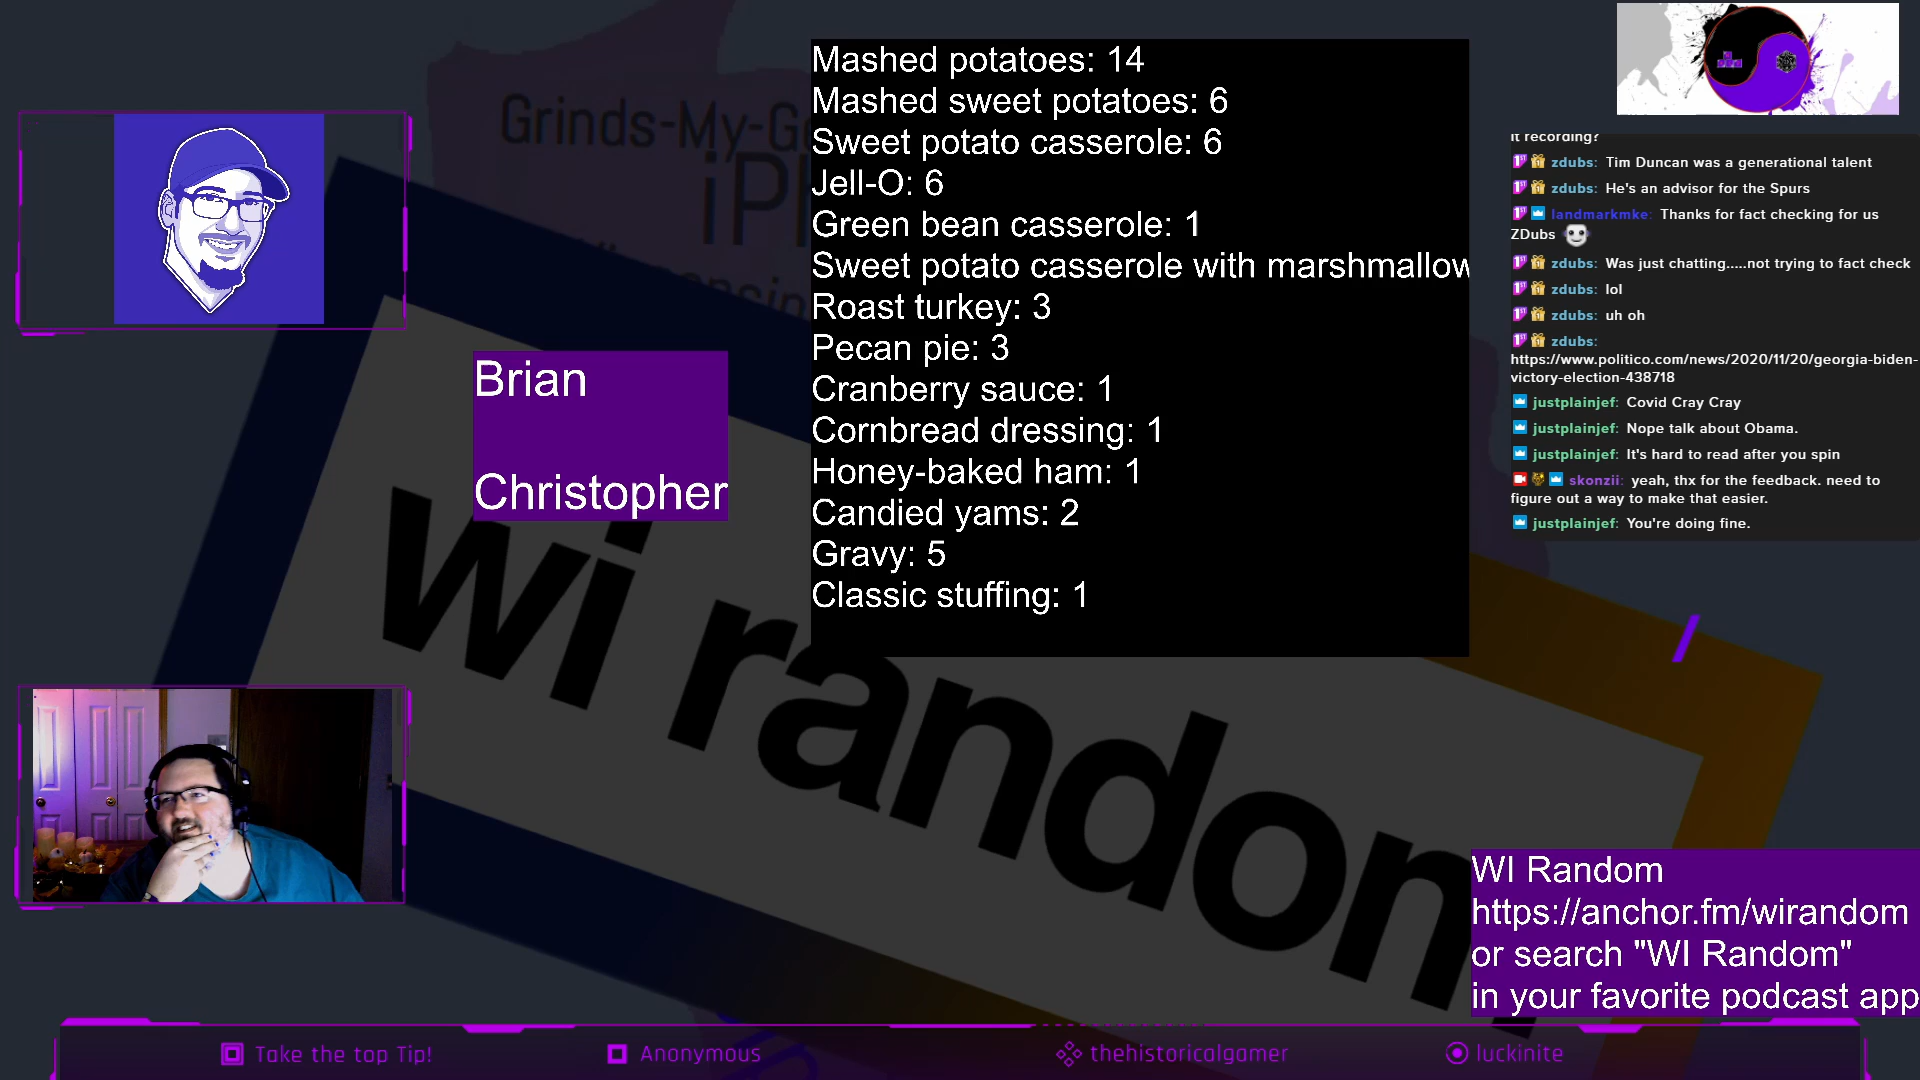 Mashed potatoes: 14
Mashed sweet potatoes: 6
Sweet potato casserole: 6
Jell-O: 6
Green bean casserole: 1
Sweet potato casserole with marshmallow
Roast turkey: 3
Pecan pie: 3
Cranberry sauce: 1
Cornbread dressing: 1
Honey-baked ham: 1
Candied yams: 2
Gravy: 5
Classic stuffing: 1
Grinds-My-Ge
iPh
Brian
Christopher
wi random
it recording?
zdubs: Tim Duncan was a generational talent
zdubs: He's an advisor for the Spurs
landmarkmke: Thanks for fact checking for us
ZDubs
zdubs: Was just chatting.....not trying to fact check
zdubs: lol
zdubs: uh oh
zdubs:
https://www.politico.com/news/2020/11/20/georgia-biden-
victory-election-438718
justplainjef: Covid Cray Cray
justplainjef: Nope talk about Obama.
justplainjef: It's hard to read after you spin
skonzii: yeah, thx for the feedback. need to
figure out a way to make that easier.
justplainjef: You're doing fine.
WI Random
https://anchor.fm/wirandom
or search "WI Random"
in your favorite podcast app
Take the top Tip!
Anonymous
thehistoricalgamer
luckinite